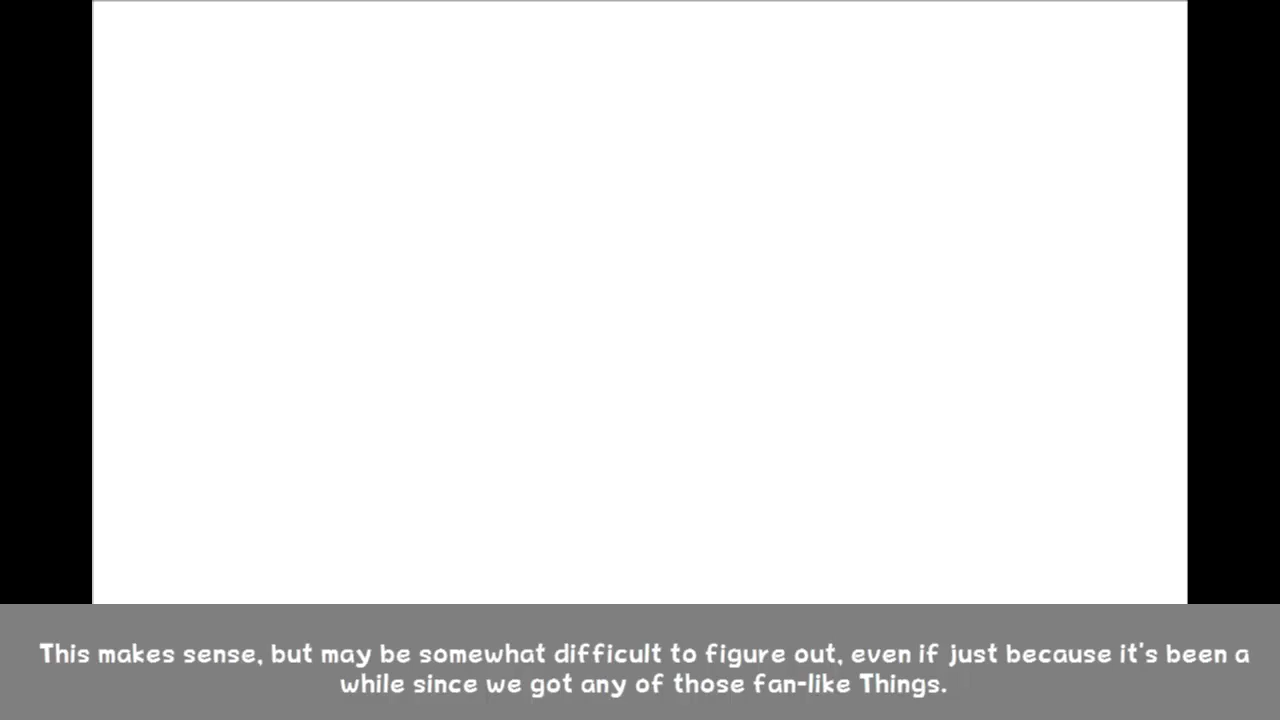 This makes sense, but may be somewhat difficult to figure out, even if just because it's been a
while since we got any of those fan-like Things.